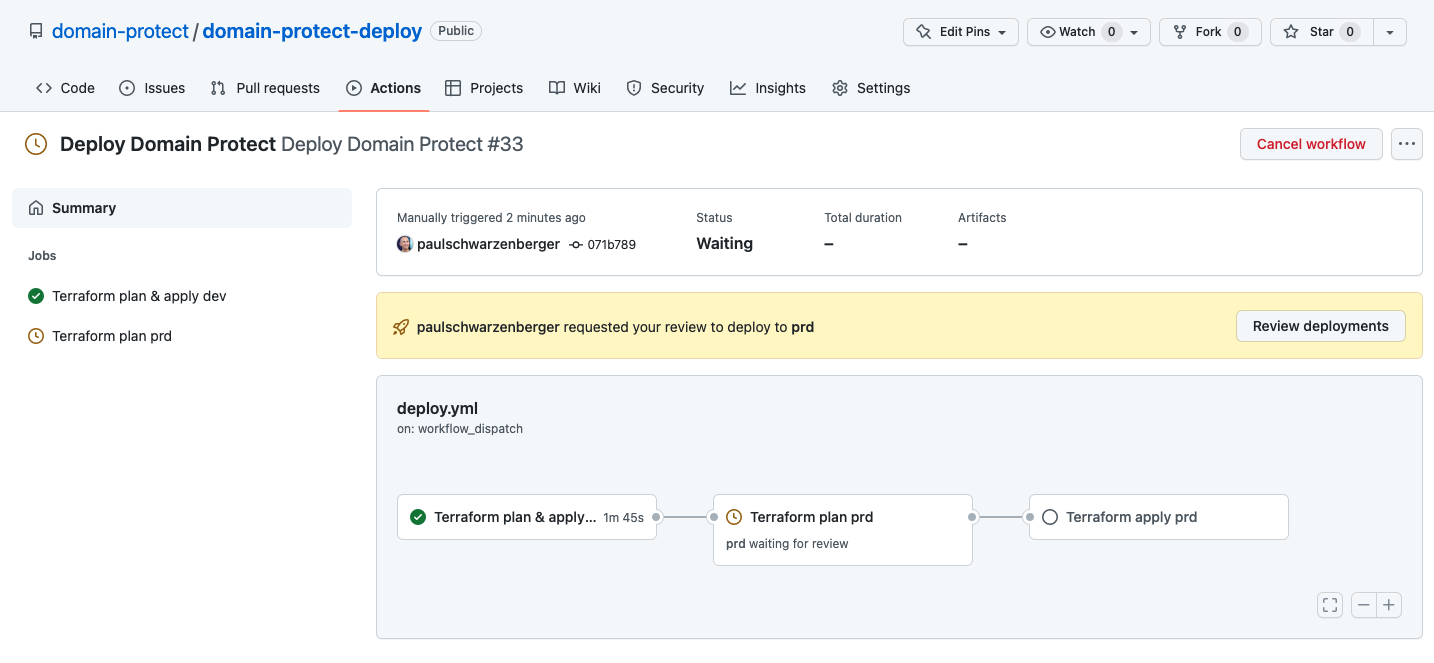 domain-protect / domain-protect-deploy Public
Edit Pins Watch 0 Fork 0 Star 0
Code Issues Pull requests Actions Projects Wiki Security Insights Settings
Deploy Domain Protect Deploy Domain Protect #33
Cancel workflow
Summary
Jobs
Terraform plan & apply dev
Terraform plan prd
Manually triggered 2 minutes ago Status Total duration Artifacts
paulschwarzenberger 071b789 Waiting – –
paulschwarzenberger requested your review to deploy to prd
Review deployments
deploy.yml
on: workflow_dispatch
Terraform plan & apply... 1m 45s Terraform plan prd Terraform apply prd
prd waiting for review